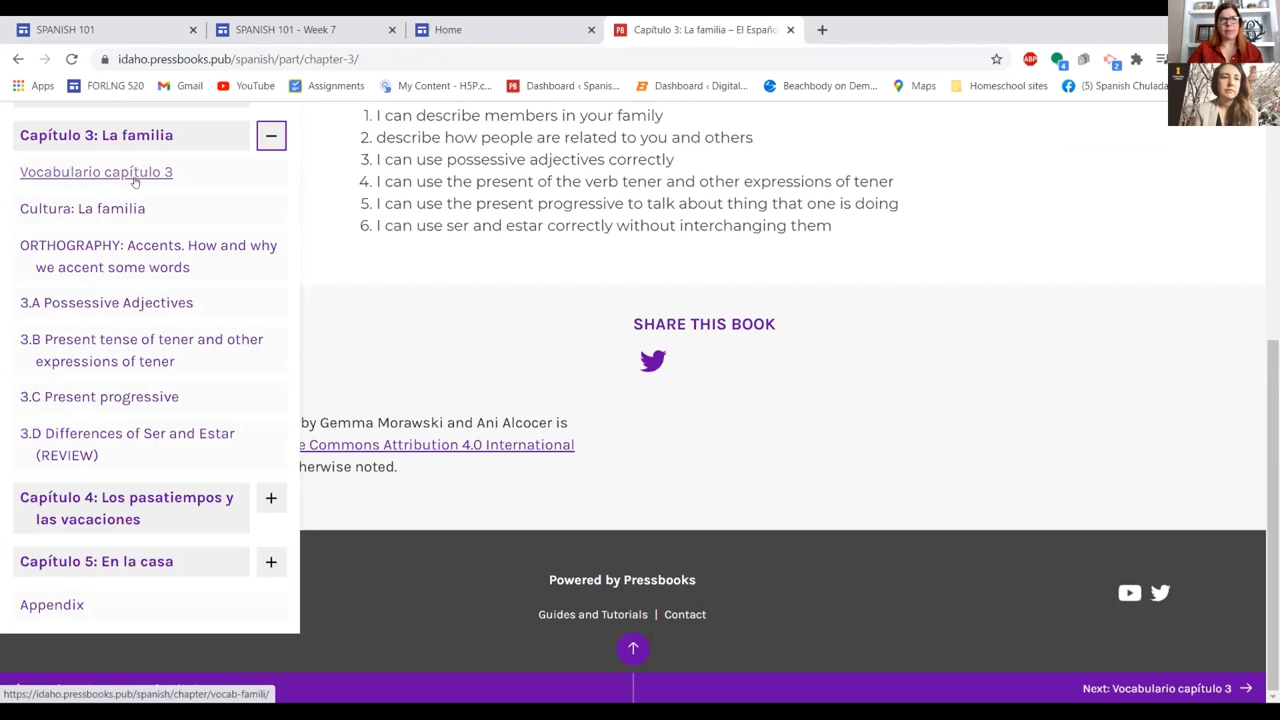 SPANISH 101
SPANISH 101 - Week 7
Home
PB
Capítulo 3: La familia – El Españo
idaho.pressbooks.pub/spanish/part/chapter-3/
ABP
4
2
Apps
FORLNG 520
Gmail
YouTube
Assignments
My Content - H5P.c...
Dashboard ‹ Spanis...
Dashboard ‹ Digital...
Beachbody on Dem...
Maps
Homeschool sites
(5) Spanish Chulada
Capítulo 3: La familia
Vocabulario capítulo 3
Cultura: La familia
ORTHOGRAPHY: Accents. How and why
we accent some words
3.A Possessive Adjectives
3.B Present tense of tener and other
expressions of tener
3.C Present progressive
3.D Differences of Ser and Estar
(REVIEW)
Capítulo 4: Los pasatiempos y
las vacaciones
Capítulo 5: En la casa
Appendix
1. I can describe members in your family
2. describe how people are related to you and others
3. I can use possessive adjectives correctly
4. I can use the present of the verb tener and other expressions of tener
5. I can use the present progressive to talk about thing that one is doing
6. I can use ser and estar correctly without interchanging them
SHARE THIS BOOK
by Gemma Morawski and Ani Alcocer is
e Commons Attribution 4.0 International
herwise noted.
Powered by Pressbooks
Guides and Tutorials | Contact
https://idaho.pressbooks.pub/spanish/chapter/vocab-famili/
Next: Vocabulario capítulo 3 →